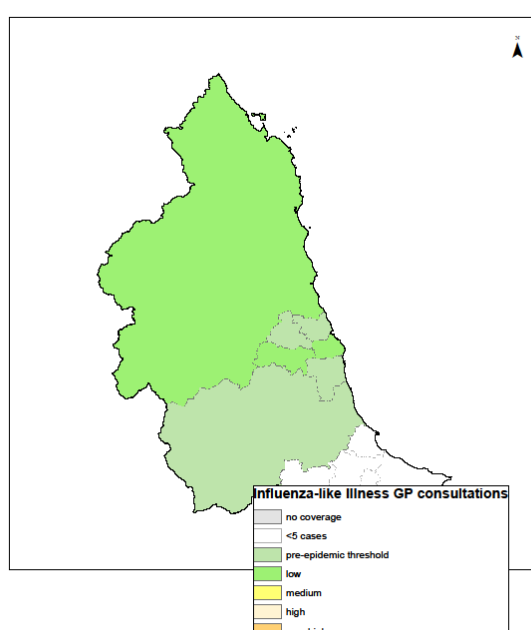 Influenza-like Illness GP consultations
no coverage
<5 cases
pre-epidemic threshold
low
medium
high